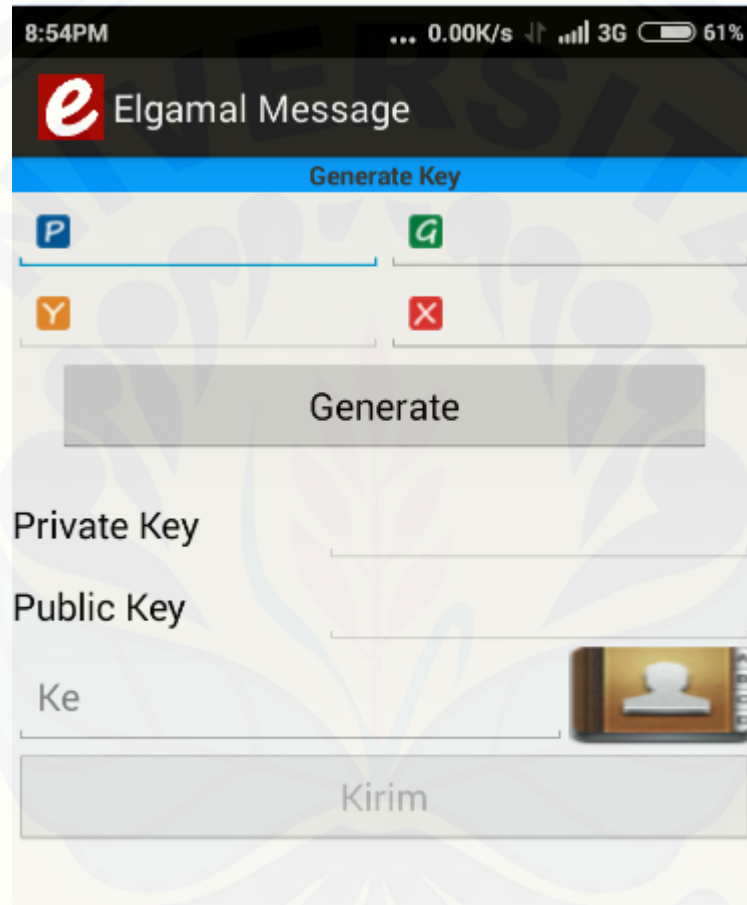 8:54PM ... 0.00K/s 3G 61%
e Elgamal Message
Generate Key
P G
Y X
Generate
Private Key
Public Key
Ke
Kirim